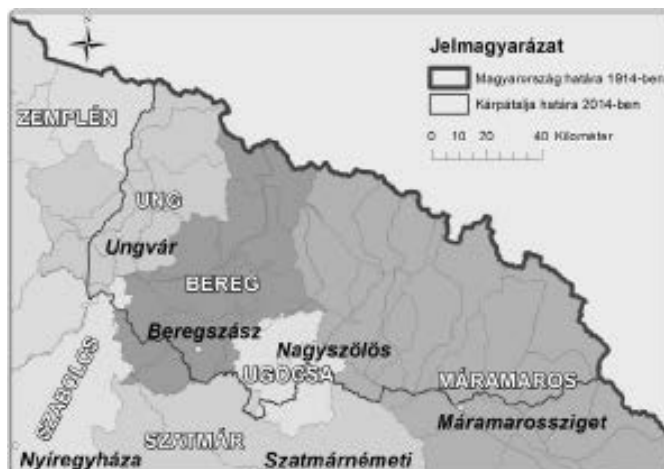 Jelmagyarázat
Magyarország határa 1914-ben
Kárpátalja határa 2014-ben
0 10 20 40 Kilométer
ZEMPLÉN
UNG
Ungvár
BEREG
Beregszász
Nagyszölös
UGOCSA
MÁRAMAROS
SZABOLCS
Máramarossziget
SZATMÁR
Nyíregyháza
Szatmárnémeti